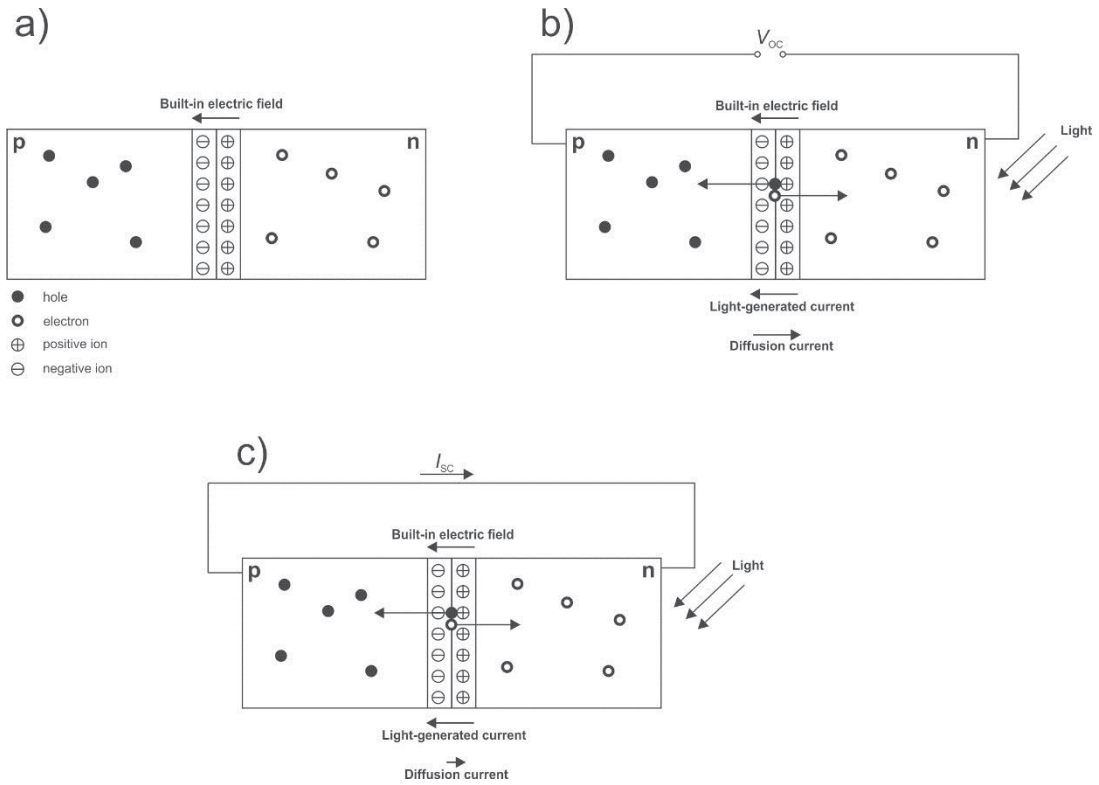 a)
Built-in electric field
p
n
hole
electron
positive ion
negative ion
b)
V_OC
Built-in electric field
p
n
Light
Light-generated current
Diffusion current
c)
I_SC
Built-in electric field
p
n
Light
Light-generated current
Diffusion current